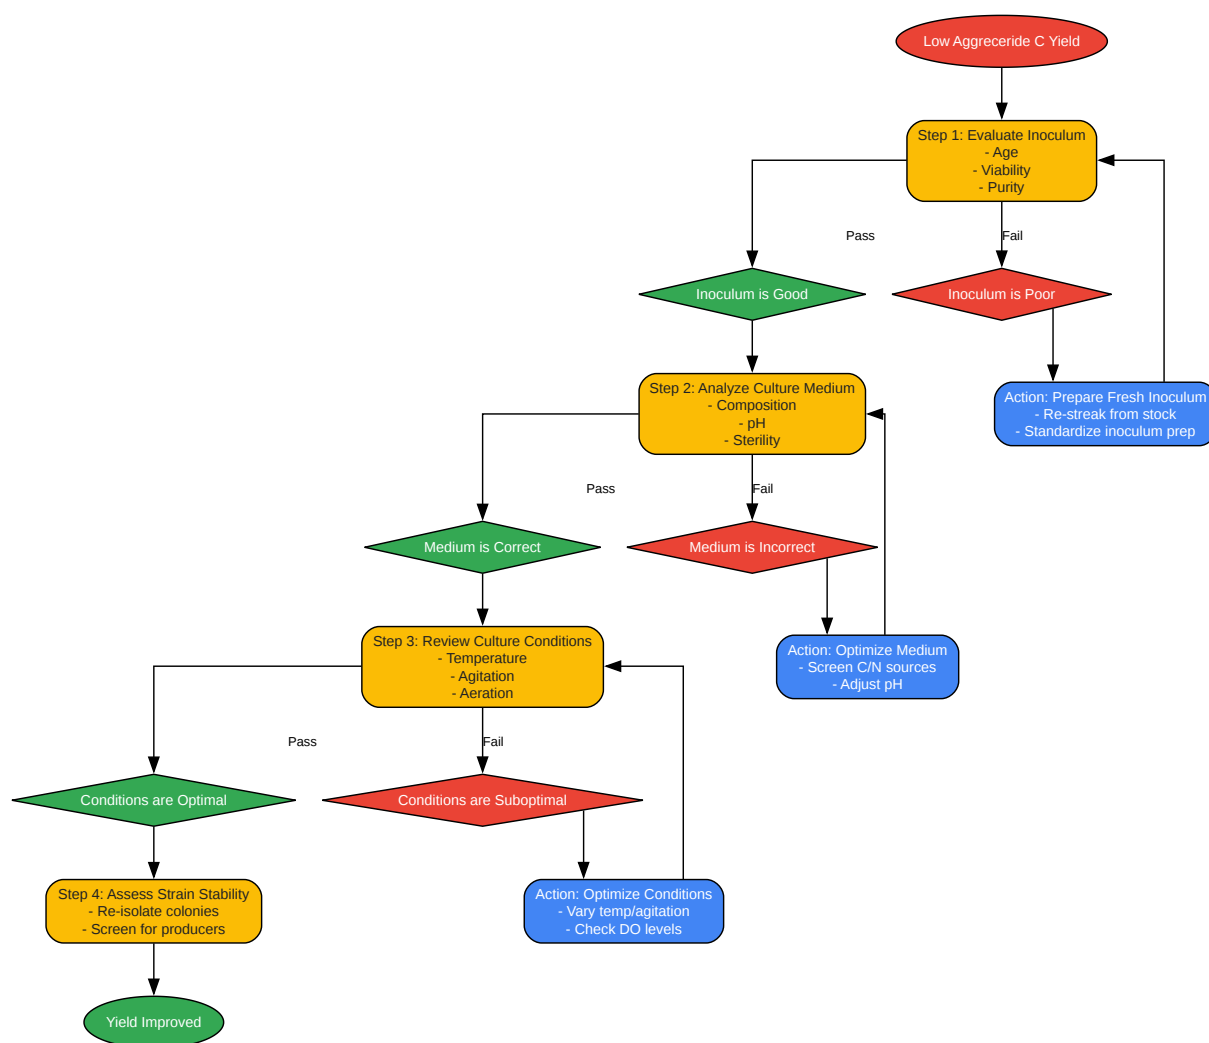 Low Aggreceride C Yield
Step 1: Evaluate Inoculum
- Age
- Viability
- Purity
Pass
Fail
Inoculum is Good
Inoculum is Poor
Step 2: Analyze Culture Medium
- Composition
- pH
- Sterility
Action: Prepare Fresh Inoculum
- Re-streak from stock
- Standardize inoculum prep
Pass
Fail
Medium is Correct
Medium is Incorrect
Step 3: Review Culture Conditions
- Temperature
- Agitation
- Aeration
Action: Optimize Medium
- Screen C/N sources
- Adjust pH
Pass
Fail
Conditions are Optimal
Conditions are Suboptimal
Step 4: Assess Strain Stability
- Re-isolate colonies
- Screen for producers
Action: Optimize Conditions
- Vary temp/agitation
- Check DO levels
Yield Improved